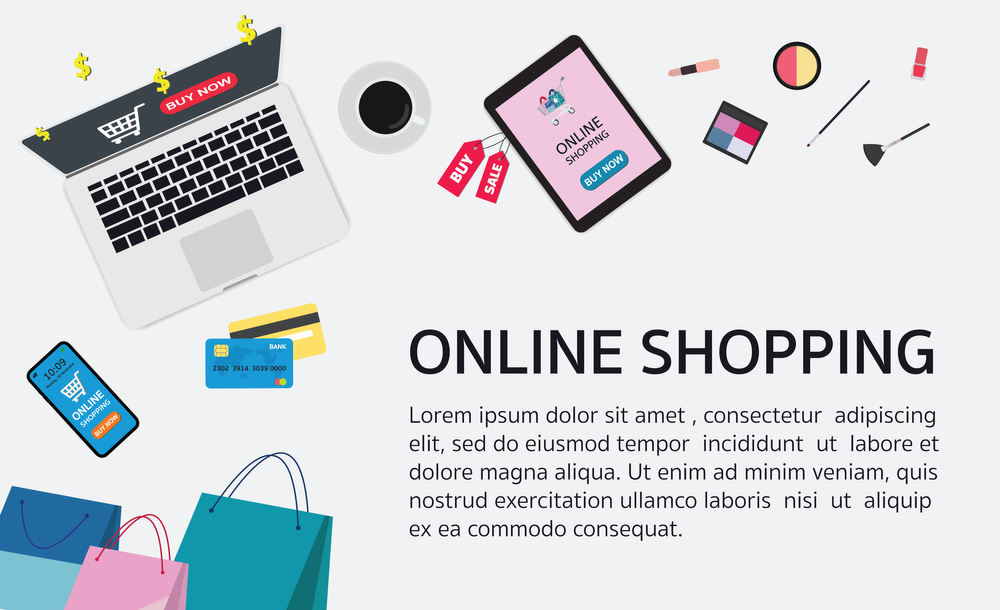 BUY NOW
ONLINE
SHOPPING
BUY NOW
BUY
SALE
BANK
2302 3914 3039 0000
10:09
ONLINE
SHOPPING
BUY NOW
ONLINE SHOPPING
Lorem ipsum dolor sit amet , consectetur adipiscing
elit, sed do eiusmod tempor incididunt ut labore et
dolore magna aliqua. Ut enim ad minim veniam, quis
nostrud exercitation ullamco laboris nisi ut aliquip
ex ea commodo consequat.